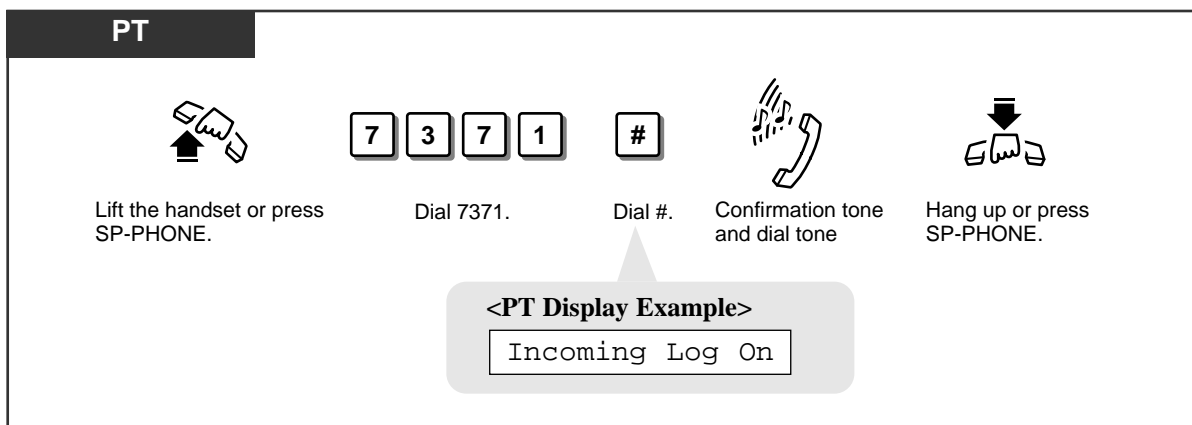 PT
7 3 7 1 #
Lift the handset or press
SP-PHONE.
Dial 7371.
Dial #.
Confirmation tone
and dial tone
Hang up or press
SP-PHONE.
<PT Display Example>
Incoming Log On